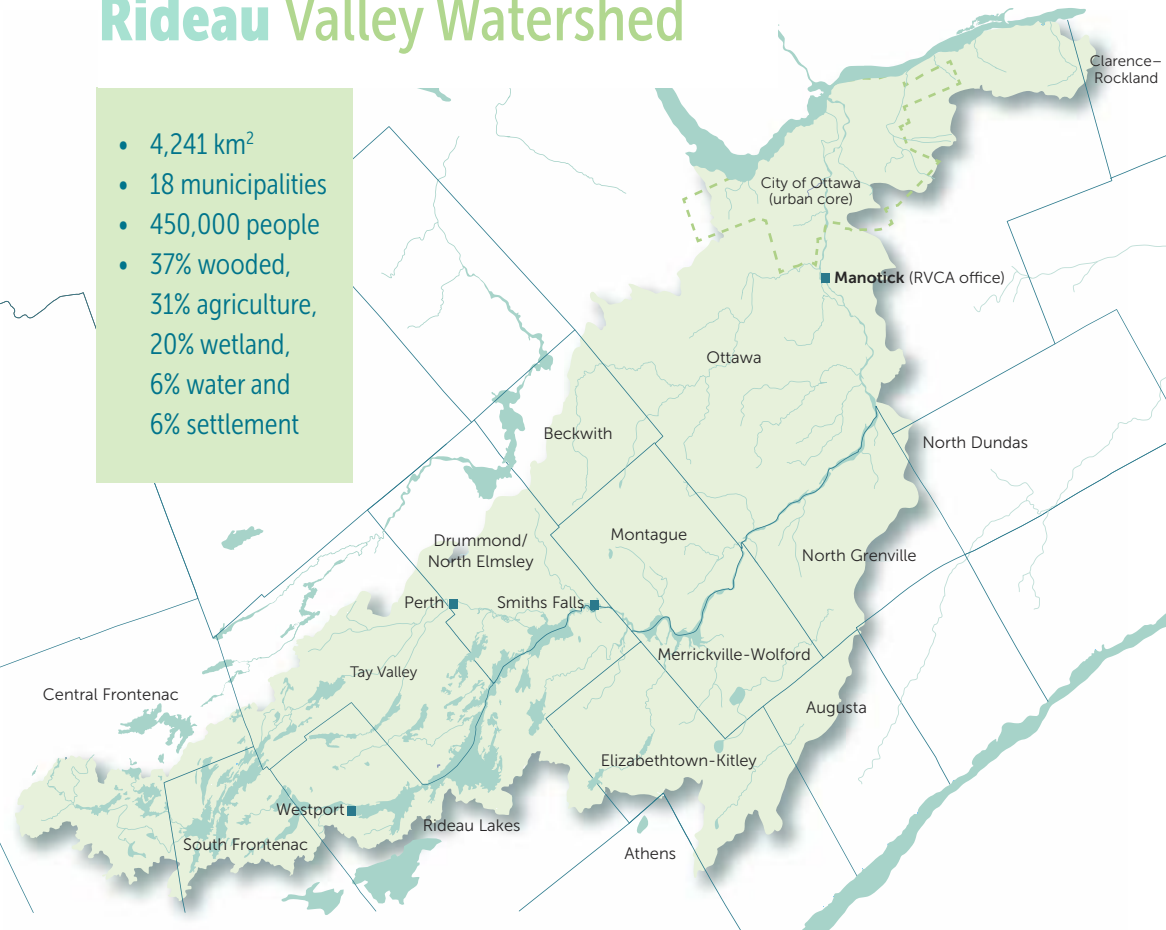 Rideau Valley Watershed
• 4,241 km²
• 18 municipalities
• 450,000 people
• 37% wooded,
31% agriculture,
20% wetland,
6% water and
6% settlement
Clarence–
Rockland
City of Ottawa
(urban core)
Manotick (RVCA office)
Ottawa
Beckwith
North Dundas
Drummond/
North Elmsley
Montague
North Grenville
Perth
Smiths Falls
Merrickville-Wolford
Tay Valley
Central Frontenac
Augusta
Elizabethtown-Kitley
Westport
Rideau Lakes
South Frontenac
Athens